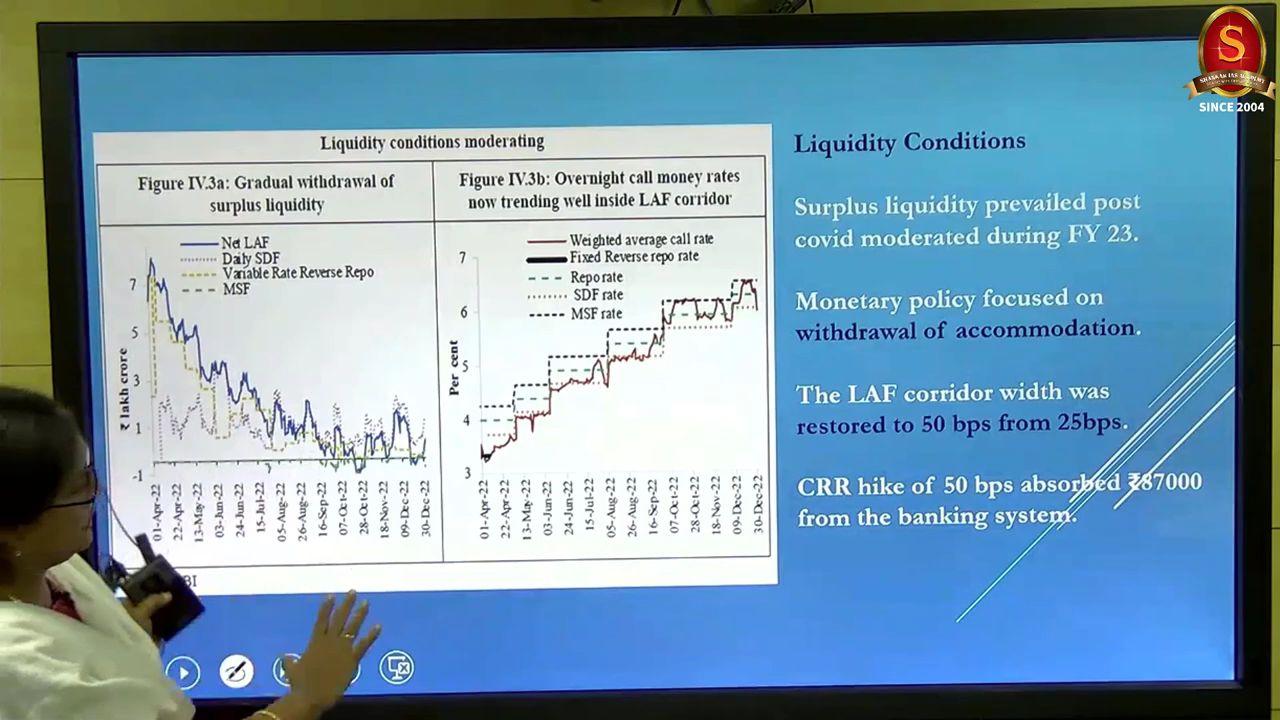 S
SHANKAR IAS ACADEMY
SINCE 2004
Liquidity conditions moderating
Figure IV.3a: Gradual withdrawal of
surplus liquidity
Net LAF
Daily SDF
Variable Rate Reverse Repo
MSF
₹ lakh crore
7
5
3
1
-1
01-Apr-22
22-Apr-22
13-May-22
03-Jun-22
24-Jun-22
15-Jul-22
05-Aug-22
26-Aug-22
16-Sep-22
07-Oct-22
28-Oct-22
18-Nov-22
09-Dec-22
30-Dec-22
Figure IV.3b: Overnight call money rates
now trending well inside LAF corridor
Weighted average call rate
Fixed Reverse repo rate
Repo rate
SDF rate
MSF rate
Per cent
7
6
5
4
3
01-Apr-22
22-Apr-22
13-May-22
03-Jun-22
24-Jun-22
15-Jul-22
05-Aug-22
26-Aug-22
16-Sep-22
07-Oct-22
28-Oct-22
18-Nov-22
09-Dec-22
30-Dec-22
Liquidity Conditions
Surplus liquidity prevailed post
covid moderated during FY 23.
Monetary policy focused on
withdrawal of accommodation.
The LAF corridor width was
restored to 50 bps from 25bps.
CRR hike of 50 bps absorbed ₹87000
from the banking system.